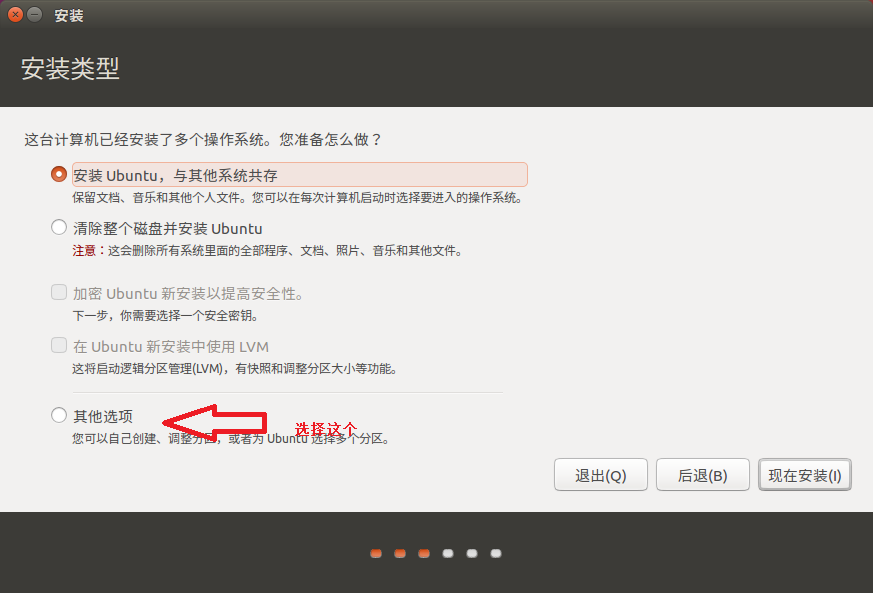 安装
安装类型
这台计算机已经安装了多个操作系统。您准备怎么做？
安装 Ubuntu，与其他系统共存
保留文档、音乐和其他个人文件。您可以在每次计算机启动时选择要进入的操作系统。
清除整个磁盘并安装 Ubuntu
注意：这会删除所有系统里面的全部程序、文档、照片、音乐和其他文件。
加密 Ubuntu 新安装以提高安全性。
下一步，你需要选择一个安全密钥。
在 Ubuntu 新安装中使用 LVM
这将启动逻辑分区管理(LVM)，有快照和调整分区大小等功能。
其他选项
选择这个
您可以自己创建、调整分区，或者为 Ubuntu 选择多个分区。
退出(Q)
后退(B)
现在安装(I)